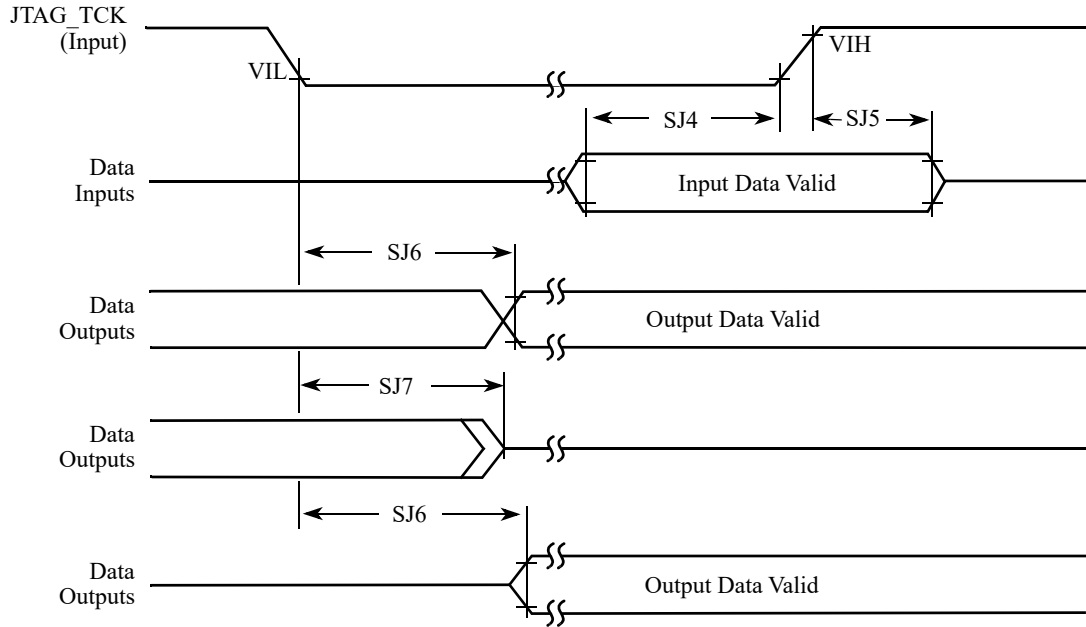 JTAG_TCK
(Input)
VIL
VIH
SJ4
SJ5
Data
Inputs
Input Data Valid
SJ6
Data
Outputs
Output Data Valid
SJ7
Data
Outputs
SJ6
Data
Outputs
Output Data Valid